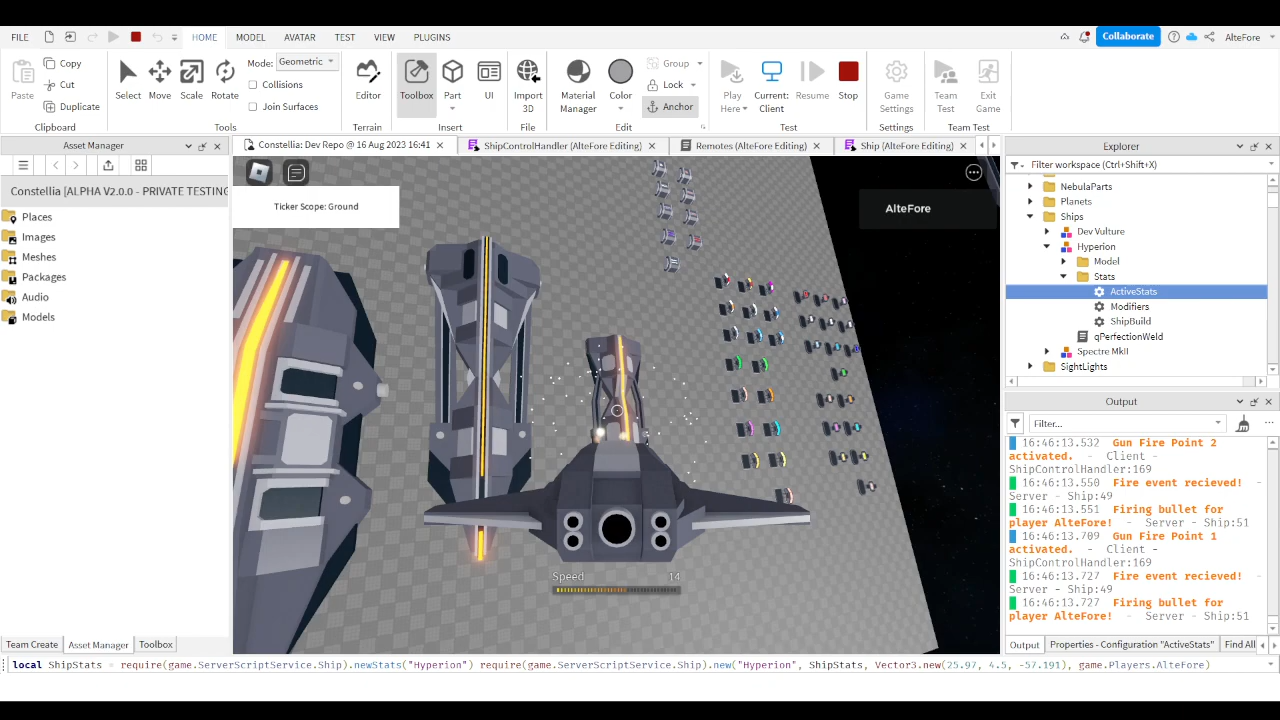 FILE HOME MODEL AVATAR TEST VIEW PLUGINS Collaborate AlteFore
Paste Copy Cut Duplicate
Select Move Scale Rotate
Mode: Geometric
Collisions
Join Surfaces
Editor Toolbox Part UI Import 3D Material Manager Color Group Lock Anchor
Play Here Current: Client Resume Stop Game Settings Team Test Exit Game
Clipboard Tools Terrain Insert File Edit Test Settings Team Test
Asset Manager
Constellia: Dev Repo @ 16 Aug 2023 16:41 ShipControlHandler (AlteFore Editing) Remotes (AlteFore Editing) Ship (AlteFore Editing)
Explorer
Filter workspace (Ctrl+Shift+X)
Constellia [ALPHA V2.0.0 - PRIVATE TESTING
Places
Images
Meshes
Packages
Audio
Models
Ticker Scope: Ground
AlteFore
Speed 14
NebulaParts
Planets
Ships
Dev Vulture
Hyperion
Model
Stats
ActiveStats
Modifiers
ShipBuild
qPerfectionWeld
Spectre MkII
SightLights
Output
Filter...
16:46:13.532 Gun Fire Point 2
activated. - Client -
ShipControlHandler:169
16:46:13.550 Fire event recieved! -
Server - Ship:49
16:46:13.551 Firing bullet for
player AlteFore! - Server - Ship:51
16:46:13.709 Gun Fire Point 1
activated. - Client -
ShipControlHandler:169
16:46:13.727 Fire event recieved! -
Server - Ship:49
16:46:13.727 Firing bullet for
player AlteFore! - Server - Ship:51
Team Create Asset Manager Toolbox
Output Properties - Configuration "ActiveStats" Find All
local ShipStats = require(game.ServerScriptService.Ship).newStats("Hyperion") require(game.ServerScriptService.Ship).new("Hyperion", ShipStats, Vector3.new(25.97, 4.5, -57.191), game.Players.AlteFore)